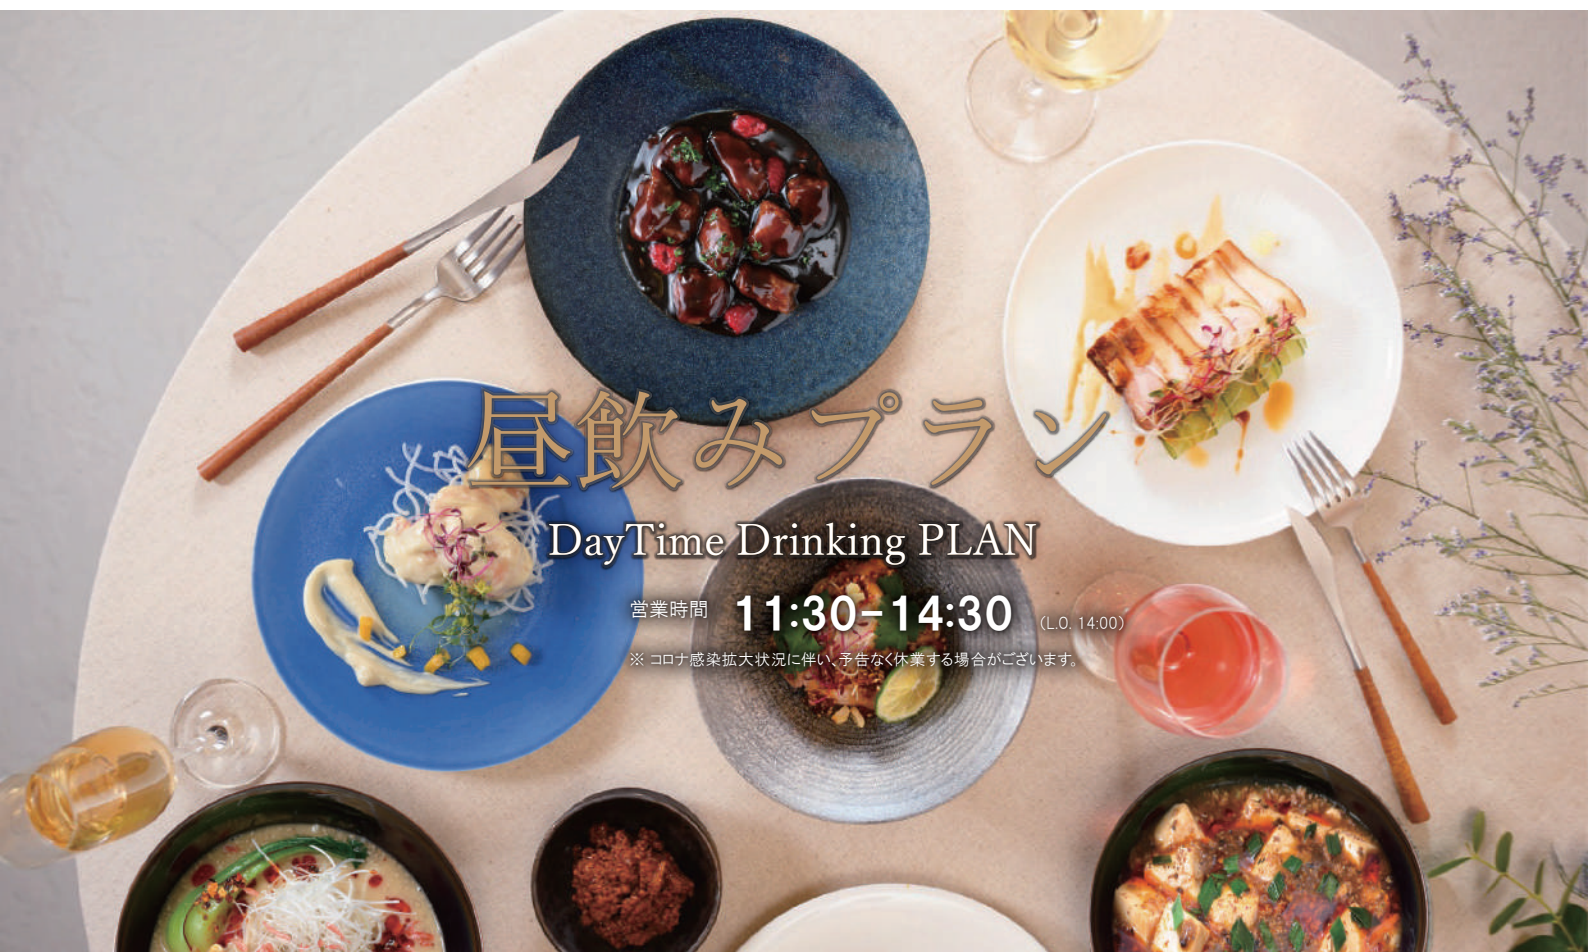 昼飲みプラン
DayTime Drinking PLAN
営業時間 11:30-14:30 (L.O. 14:00)
※ コロナ感染拡大状況に伴い、予告なく休業する場合がございます。